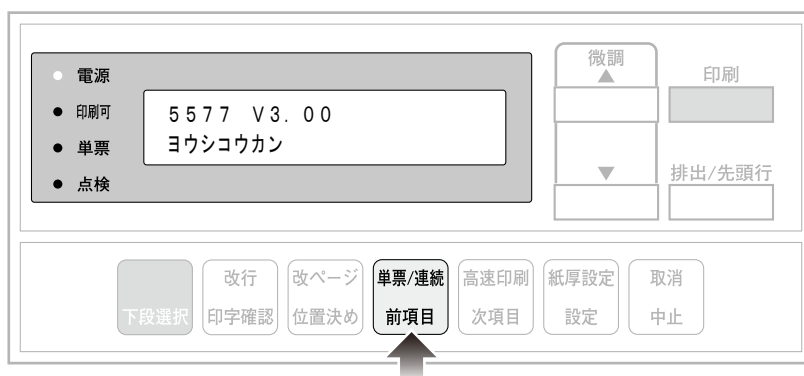 電源
印刷可
単票
点検
5577 V3.00
ヨウシコウカン
微調
印刷
排出/先頭行
下段選択
改行
印字確認
改ページ
位置決め
単票/連続
前項目
高速印刷
次項目
紙厚設定
設定
取消
中止